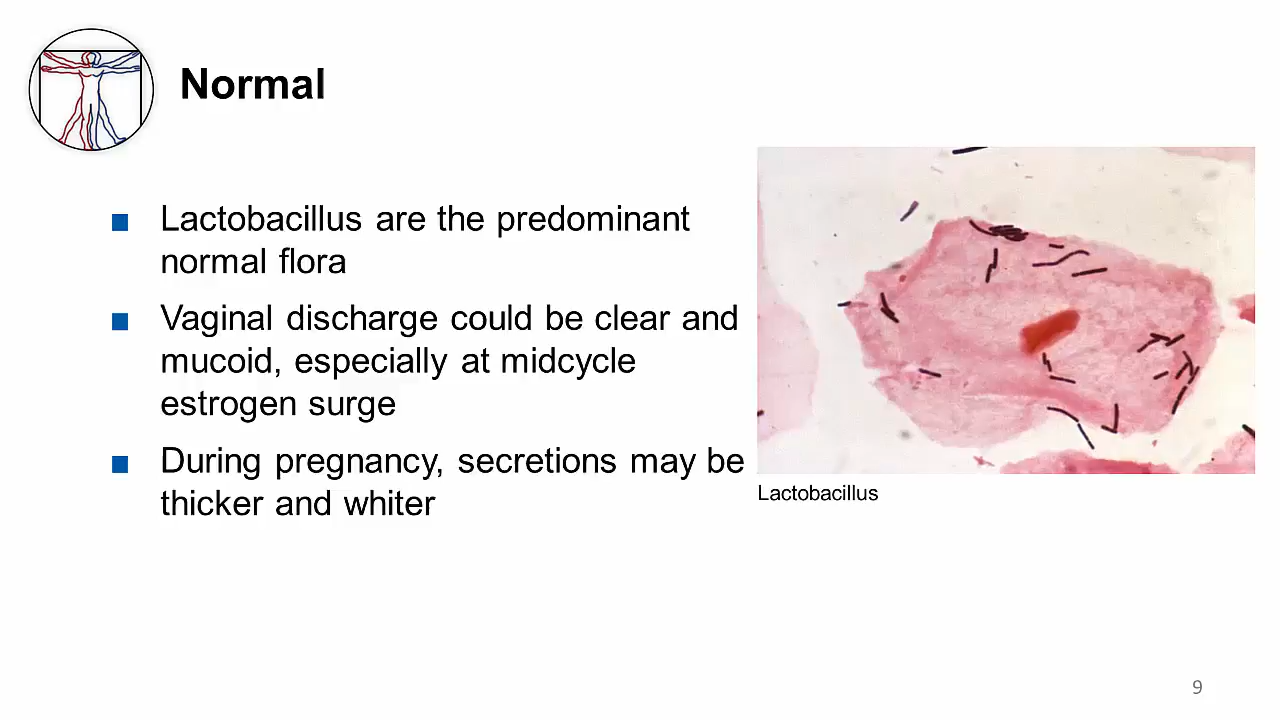 Normal
Lactobacillus are the predominant
normal flora
Vaginal discharge could be clear and
mucoid, especially at midcycle
estrogen surge
During pregnancy, secretions may be
thicker and whiter
Lactobacillus
9